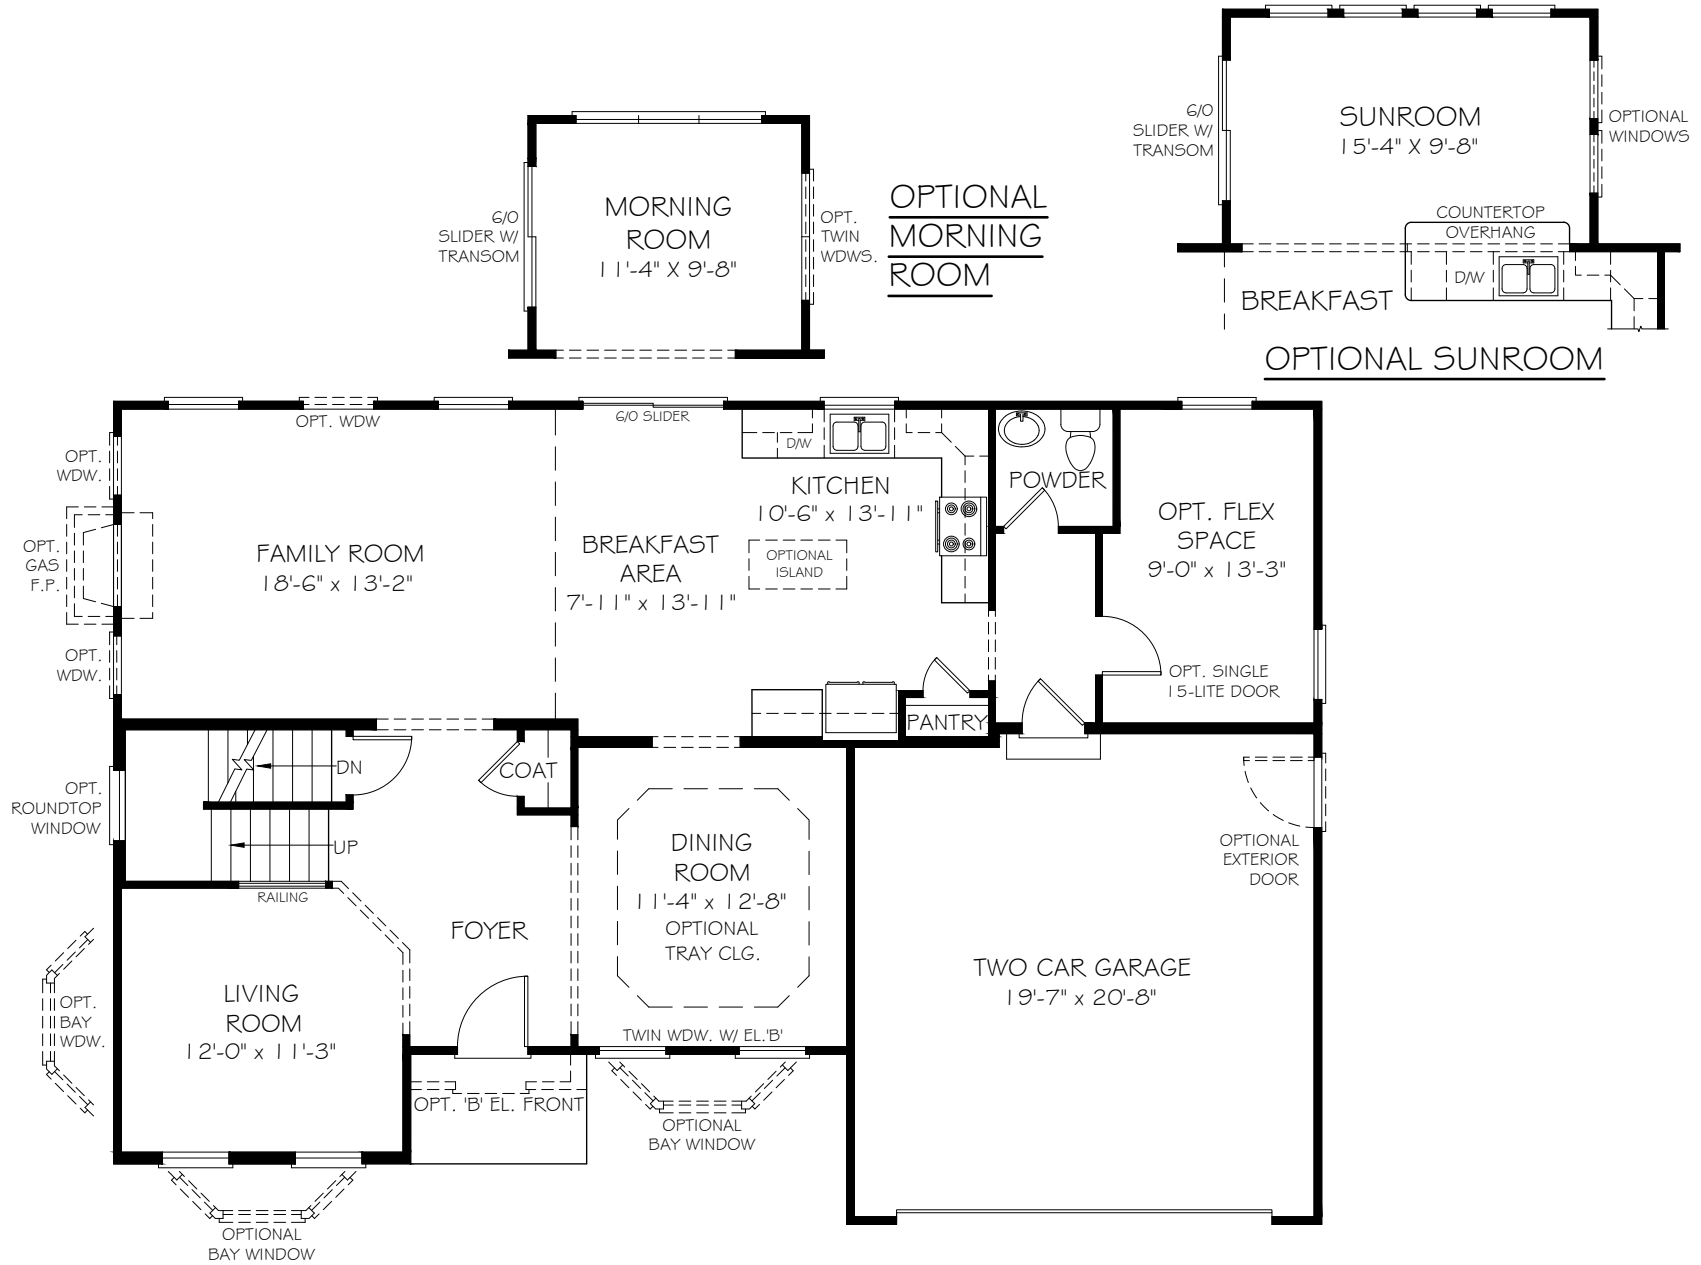 6/0
SLIDER W/
TRANSOM
SUNROOM
15'-4" X 9'-8"
OPTIONAL
WINDOWS
COUNTERTOP
OVERHANG
D/W
BREAKFAST
OPTIONAL SUNROOM
6/0
SLIDER W/
TRANSOM
MORNING
ROOM
11'-4" X 9'-8"
OPT.
TWIN
WDWS.
OPTIONAL
MORNING
ROOM
OPT. WDW
6/0 SLIDER
D/W
OPT.
WDW.
OPT.
GAS
F.P.
OPT.
WDW.
FAMILY ROOM
18'-6" x 13'-2"
BREAKFAST
AREA
7'-11" x 13'-11"
KITCHEN
10'-6" x 13'-11"
OPTIONAL
ISLAND
POWDER
OPT. FLEX
SPACE
9'-0" x 13'-3"
OPT. SINGLE
15-LITE DOOR
PANTRY
DN
COAT
OPT.
ROUNDTOP
WINDOW
UP
RAILING
DINING
ROOM
11'-4" x 12'-8"
OPTIONAL
TRAY CLG.
OPTIONAL
EXTERIOR
DOOR
FOYER
TWO CAR GARAGE
19'-7" x 20'-8"
OPT.
BAY
WDW.
LIVING
ROOM
12'-0" x 11'-3"
TWIN WDW. W/ EL.'B'
OPT. 'B' EL. FRONT
OPTIONAL
BAY WINDOW
OPTIONAL
BAY WINDOW